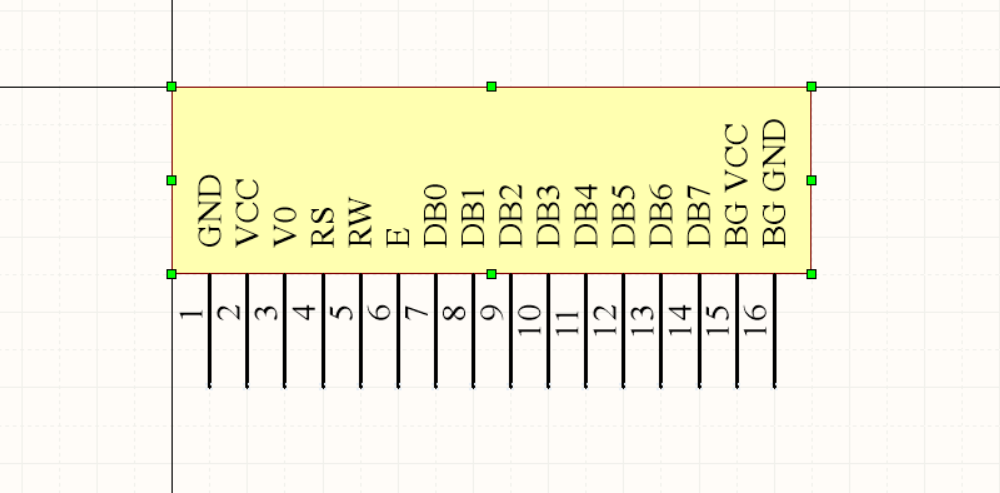 GND
VCC
V0
RS
RW
E
DB0
DB1
DB2
DB3
DB4
DB5
DB6
DB7
BG VCC
BG GND
1
2
3
4
5
6
7
8
9
10
11
12
13
14
15
16